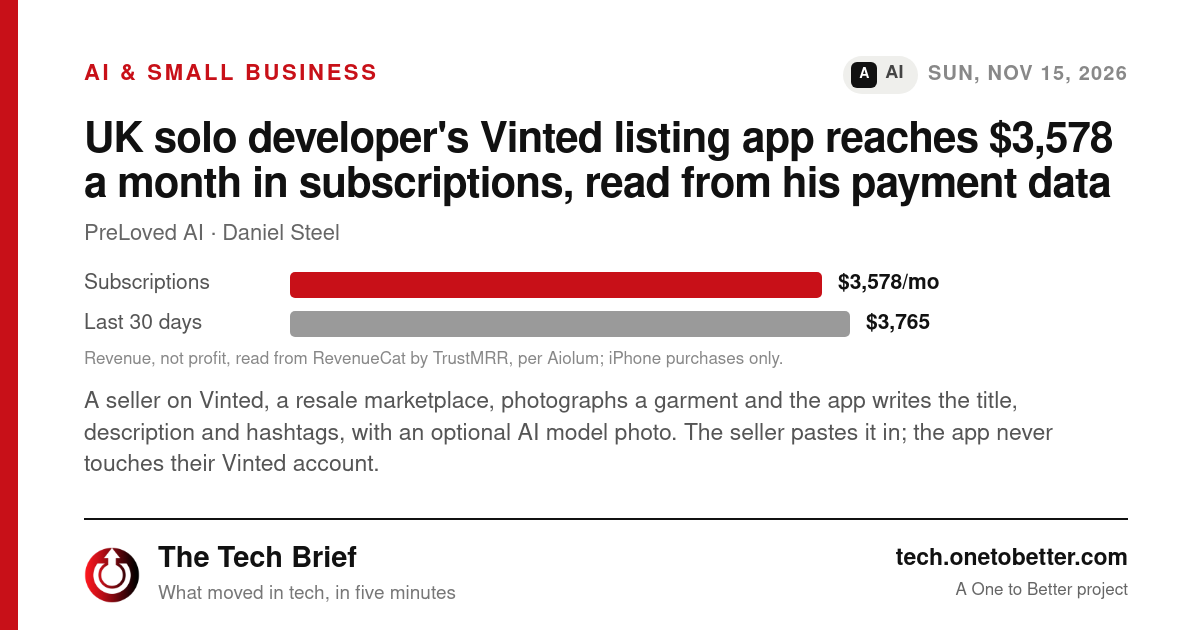 AI & SMALL BUSINESS
A AI SUN, NOV 15, 2026
UK solo developer's Vinted listing app reaches $3,578
a month in subscriptions, read from his payment data
PreLoved AI · Daniel Steel
Subscriptions $3,578/mo
Last 30 days $3,765
Revenue, not profit, read from RevenueCat by TrustMRR, per Aiolum; iPhone purchases only.
A seller on Vinted, a resale marketplace, photographs a garment and the app writes the title,
description and hashtags, with an optional AI model photo. The seller pastes it in; the app never
touches their Vinted account.
The Tech Brief
What moved in tech, in five minutes
tech.onetobetter.com
A One to Better project